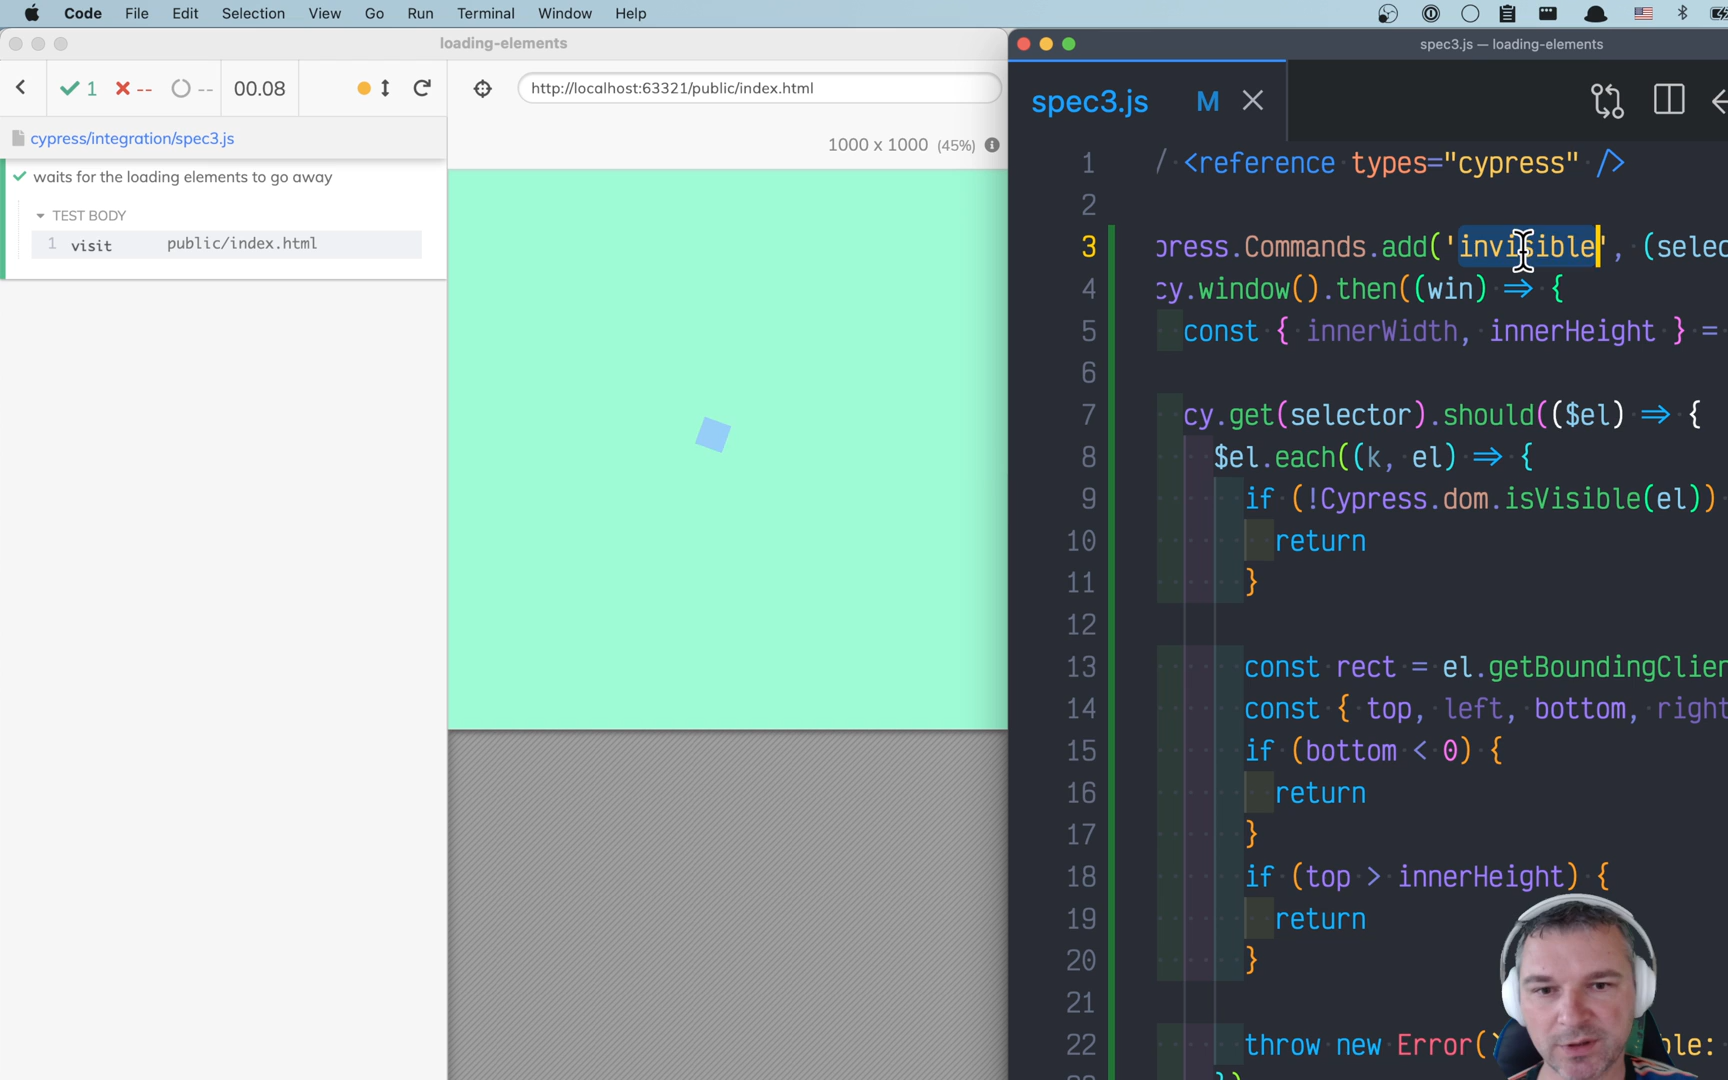 Code File Edit Selection View Go Run Terminal Window Help
loading-elements
1 -- -- 00.08
http://localhost:63321/public/index.html
cypress/integration/spec3.js
1000 x 1000 (45%)
waits for the loading elements to go away
TEST BODY
1 visit public/index.html
spec3.js — loading-elements
spec3.js M
1 / <reference types="cypress" />
2
3 press.Commands.add('invisible', (selec
4 cy.window().then((win) ⇒ {
5 const { innerWidth, innerHeight } =
6
7 cy.get(selector).should(($el) ⇒ {
8 $el.each((k, el) ⇒ {
9 if (!Cypress.dom.isVisible(el))
10 return
11 }
12
13 const rect = el.getBoundingClien
14 const { top, left, bottom, right
15 if (bottom < 0) {
16 return
17 }
18 if (top > innerHeight) {
19 return
20 }
21
22 throw new Error(` ble:
})